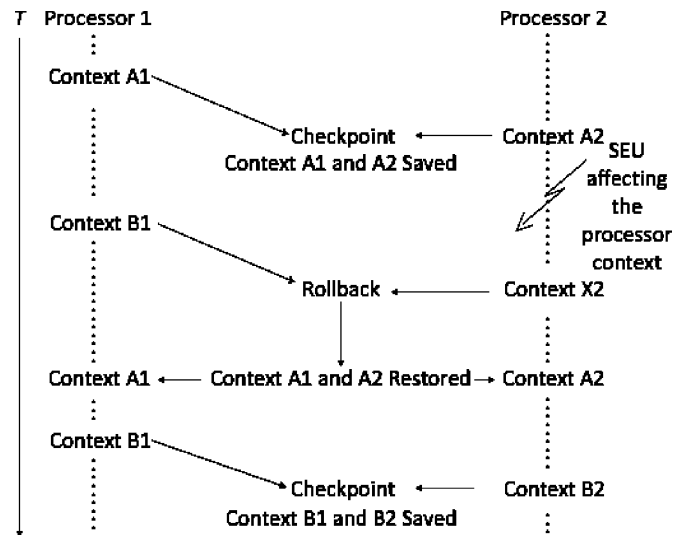 T Processor 1 Processor 2
Context A1
Checkpoint Context A2
Context A1 and A2 Saved
SEU
affecting
the
processor
context
Context B1
Rollback Context X2
Context A1 Context A1 and A2 Restored Context A2
Context B1
Checkpoint Context B2
Context B1 and B2 Saved